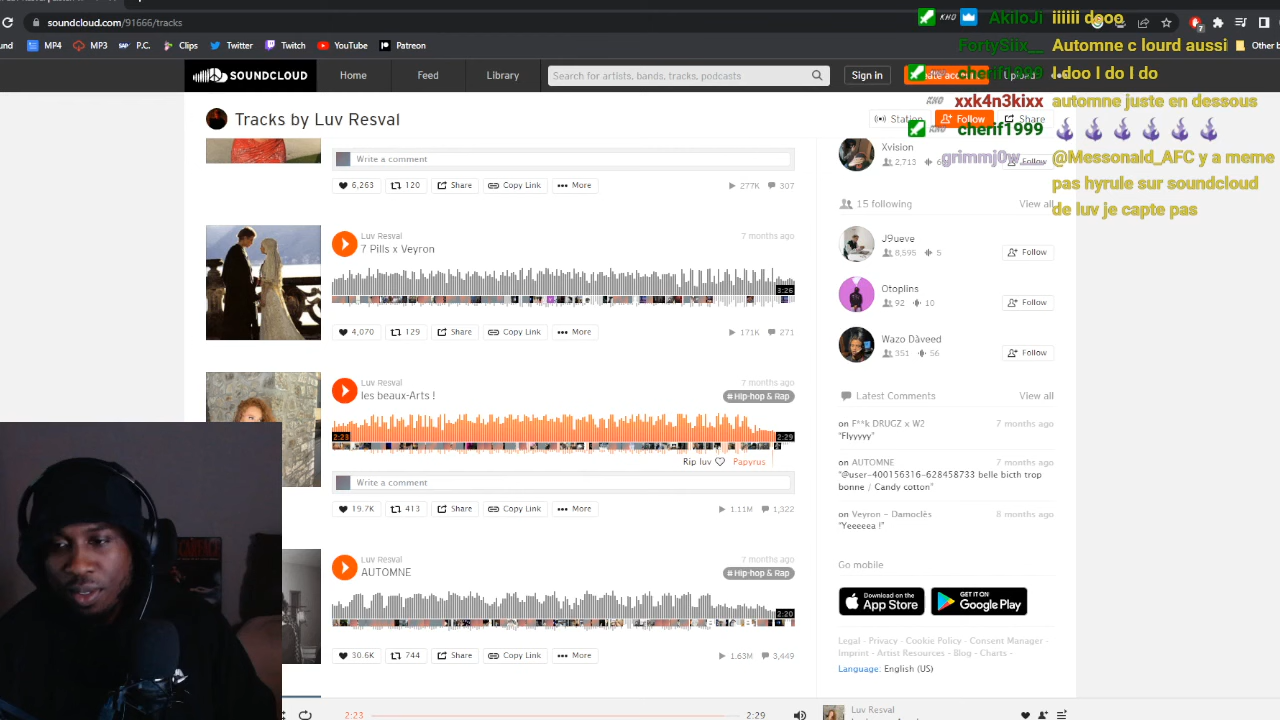 soundcloud.com/91666/tracks
MP4 MP3 P.C. Clips Twitter Twitch YouTube Patreon
SOUNDCLOUD Home Feed Library Search for artists, bands, tracks, podcasts Sign in
Tracks by Luv Resval
Station Follow Share
Write a comment
6,263 120 Share Copy Link More 277K 307
Luv Resval 7 months ago
7 Pills x Veyron
3:26
4,070 129 Share Copy Link More 171K 271
Luv Resval 7 months ago
les beaux-Arts ! # Hip-hop & Rap
2:23 2:29
Rip luv Papyrus
Write a comment
19.7K 413 Share Copy Link More 1.11M 1,322
Luv Resval 7 months ago
AUTOMNE # Hip-hop & Rap
2:20
30.6K 744 Share Copy Link More 1.63M 3,449
Xvision
2,713 Follow
15 following View all
J9ueve
8,595 5 Follow
Otoplins
92 10 Follow
Wazo Dàveed
351 56 Follow
Latest Comments View all
on F**k DRUGZ x W2 7 months ago
"Flyyyyy"
on AUTOMNE 7 months ago
"@user-400156316-628458733 belle bicth trop
bonne / Candy cotton"
on Veyron - Damoclès 8 months ago
"Yeeeeea !"
Go mobile
Download on the App Store GET IT ON Google Play
Legal - Privacy - Cookie Policy - Consent Manager -
Imprint - Artist Resources - Blog - Charts -
Language: English (US)
2:23 2:29 Luv Resval
AkiloJi iiiiii dooo
FortySlix__ Automne c lourd aussi
cherif1999 I doo I do I do
xxk4n3kixx automne juste en dessous
cherif1999
grimmj0w__ @Messonald_AFC y a meme
pas hyrule sur soundcloud
de luv je capte pas